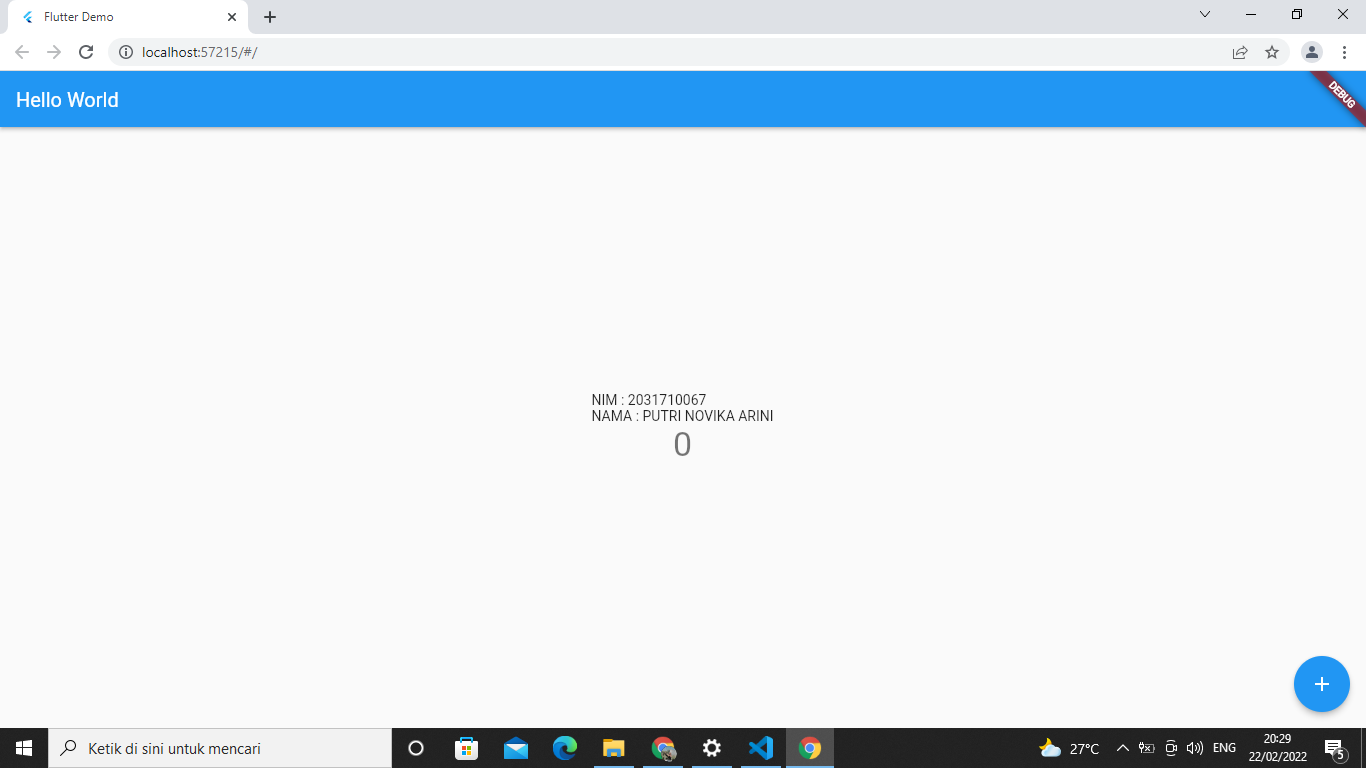 Flutter Demo
localhost:57215/#/
Hello World
DEBUG
NIM : 2031710067
NAMA : PUTRI NOVIKA ARINI
0
Ketik di sini untuk mencari
27°C
ENG
20:29
22/02/2022
5